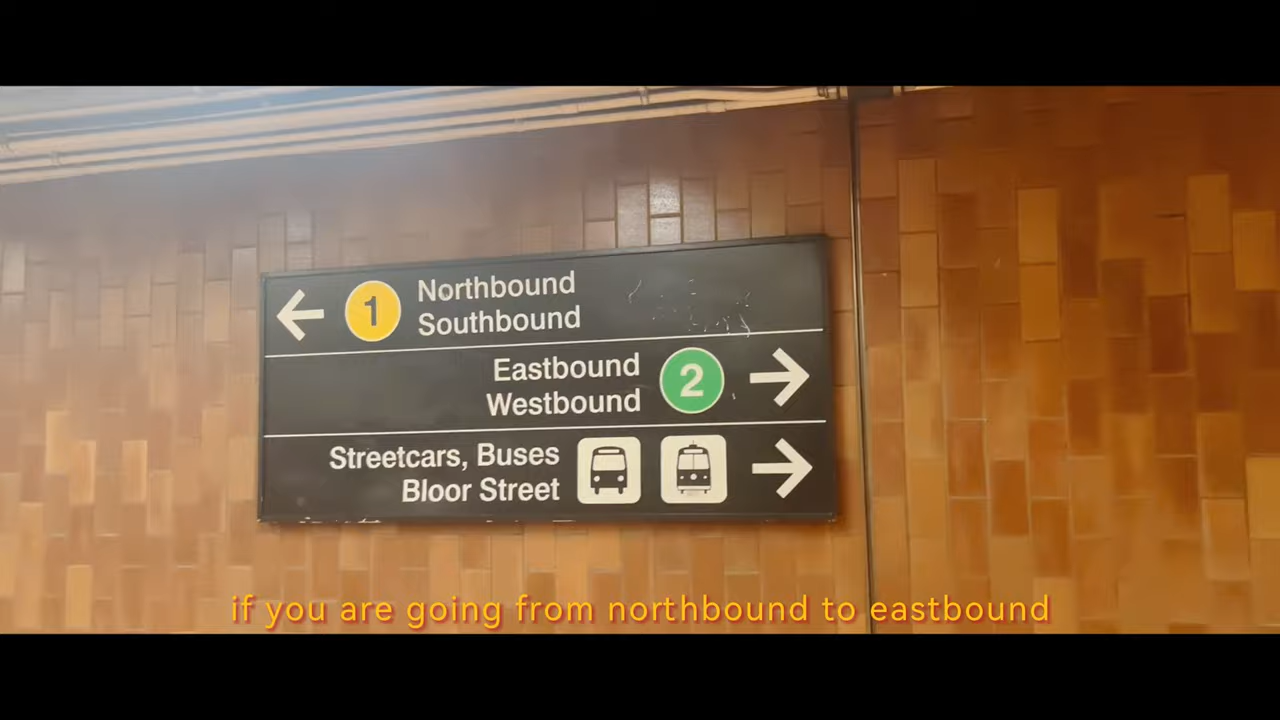 1 Northbound
Southbound
Eastbound 2
Westbound
Streetcars, Buses
Bloor Street
if you are going from northbound to eastbound